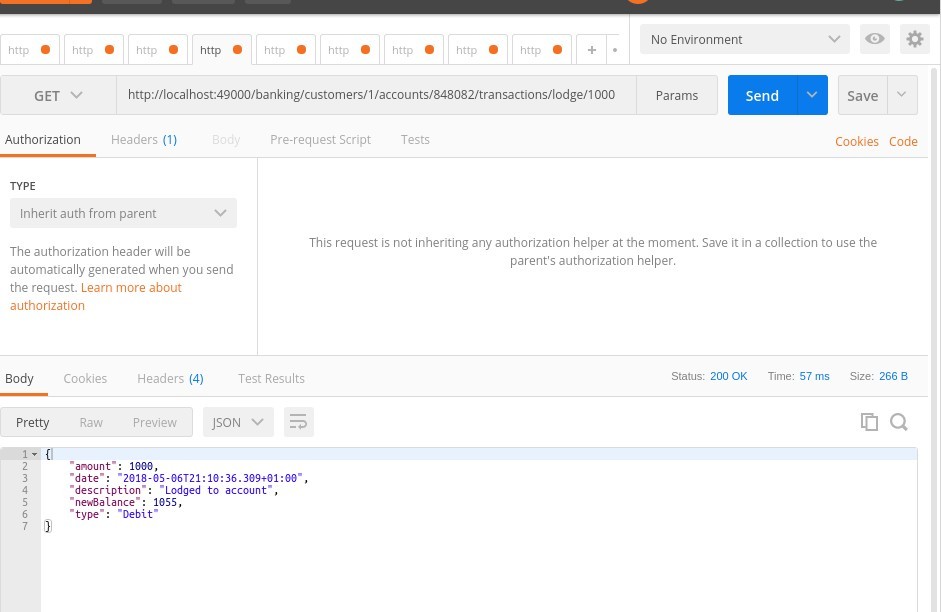 http http http http http http http http http + No Environment
GET http://localhost:49000/banking/customers/1/accounts/848082/transactions/lodge/1000 Params Send Save
Authorization Headers (1) Body Pre-request Script Tests Cookies Code
TYPE
Inherit auth from parent
The authorization header will be
automatically generated when you send
the request. Learn more about
authorization
This request is not inheriting any authorization helper at the moment. Save it in a collection to use the
parent's authorization helper.
Body Cookies Headers (4) Test Results Status: 200 OK Time: 57 ms Size: 266 B
Pretty Raw Preview JSON
1 {
2 "amount": 1000,
3 "date": "2018-05-06T21:10:36.309+01:00",
4 "description": "Lodged to account",
5 "newBalance": 1055,
6 "type": "Debit"
7 }